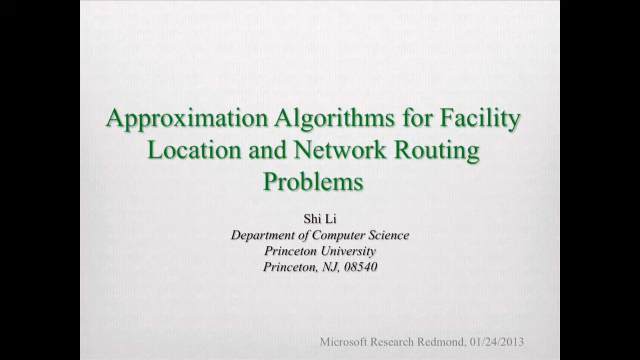 Approximation Algorithms for Facility
Location and Network Routing
Problems
Shi Li
Department of Computer Science
Princeton University
Princeton, NJ, 08540
Microsoft Research Redmond, 01/24/2013